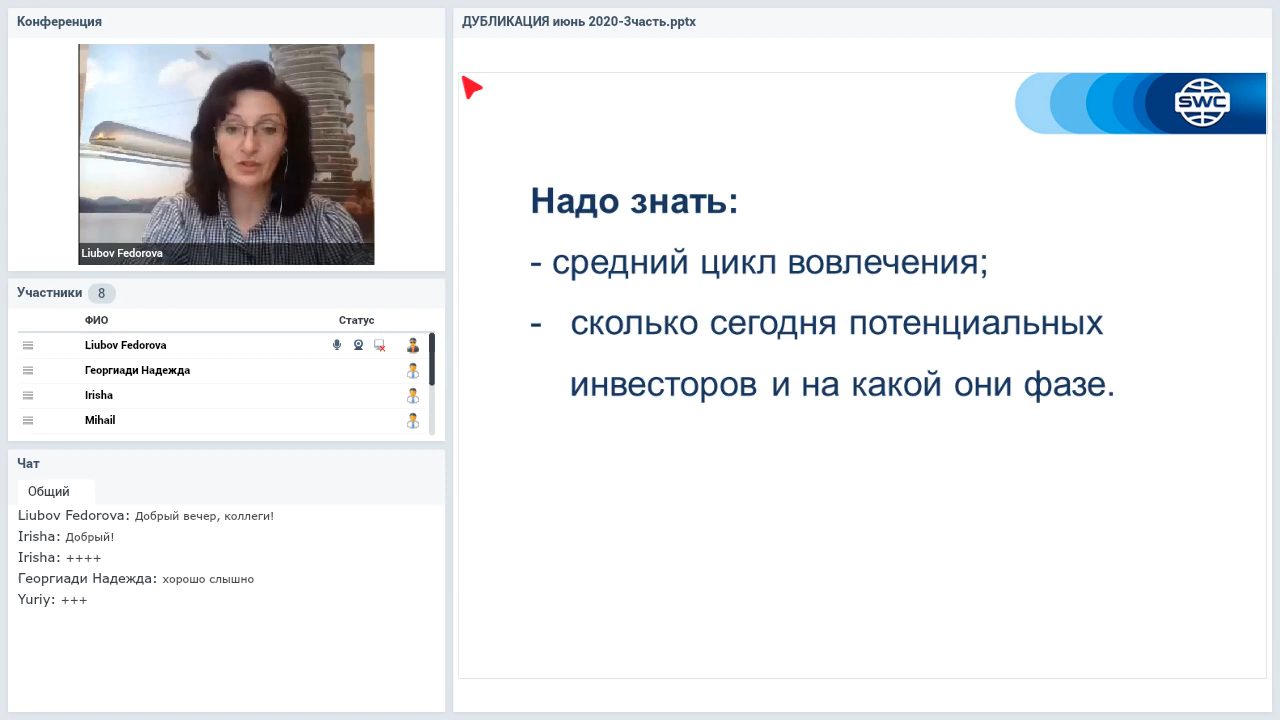 Конференция
Liubov Fedorova
Участники 8
ФИО Статус
Liubov Fedorova
Георгиади Надежда
Irisha
Mihail
Чат
Общий
Liubov Fedorova: Добрый вечер, коллеги!
Irisha: Добрый!
Irisha: ++++
Георгиади Надежда: хорошо слышно
Yuriy: +++
ДУБЛИКАЦИЯ июнь 2020-3часть.pptx
SWC
Надо знать:
- средний цикл вовлечения;
- сколько сегодня потенциальных
инвесторов и на какой они фазе.